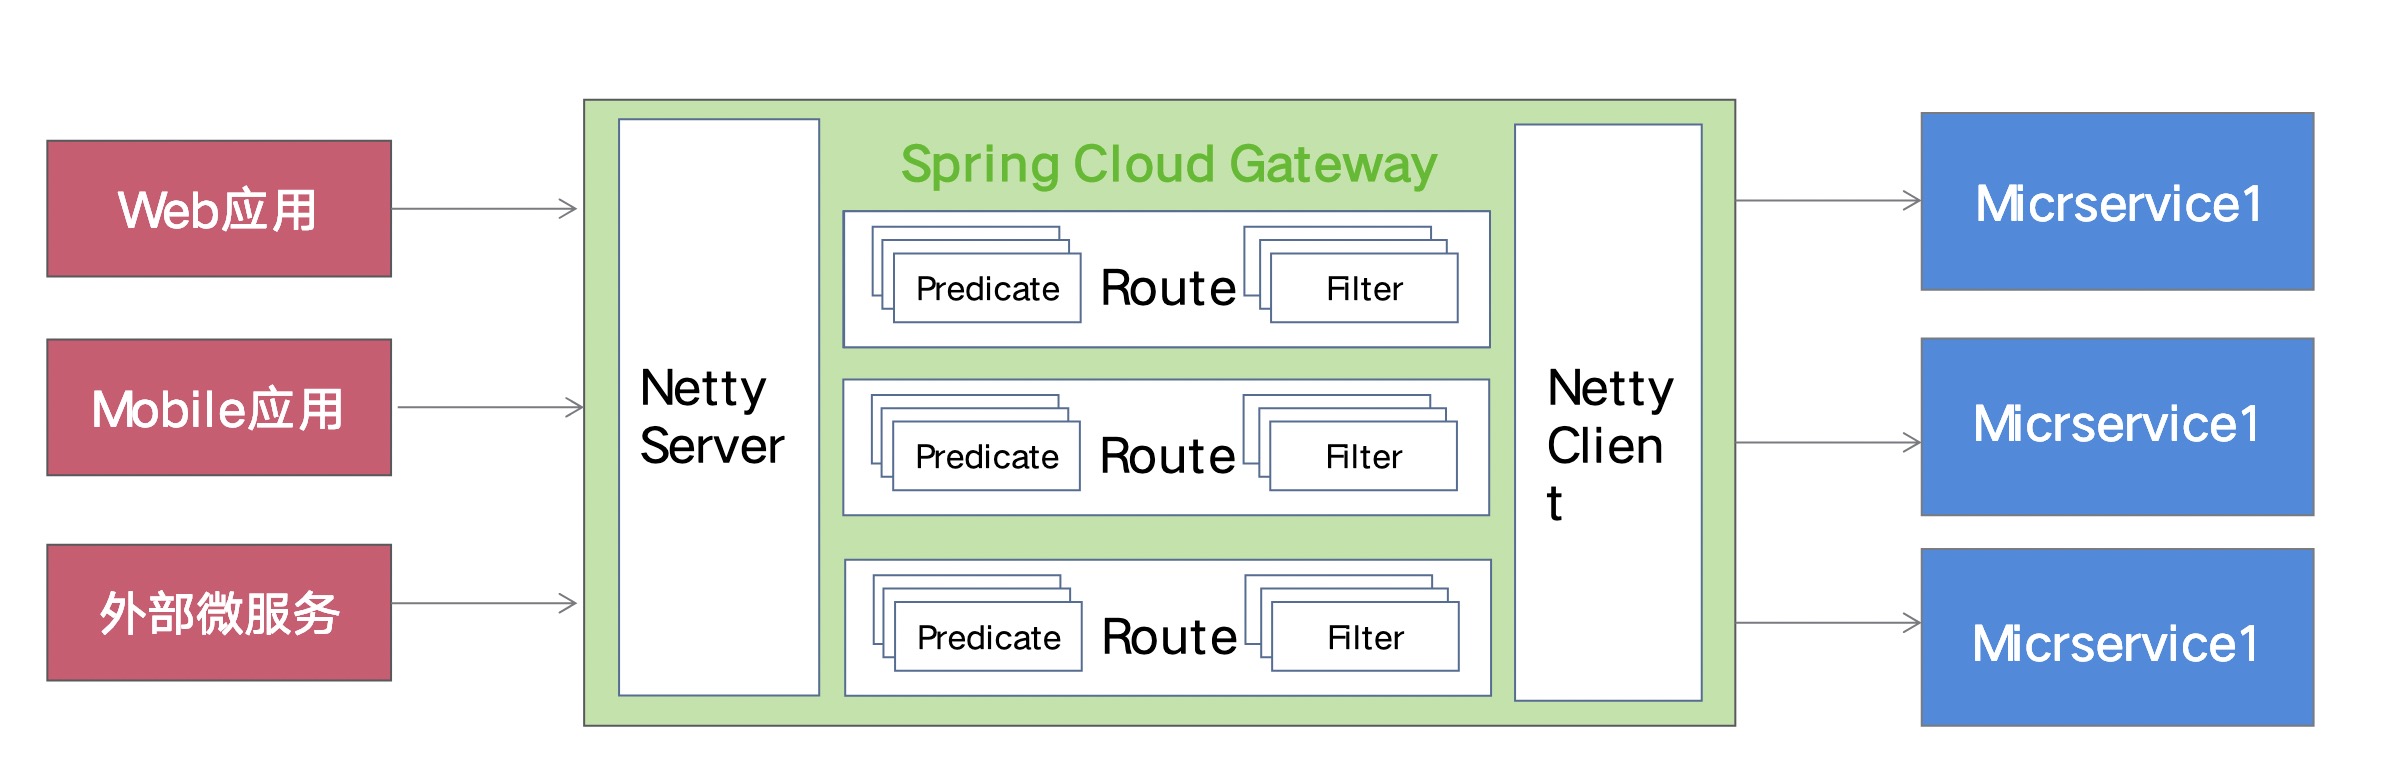 Spring Cloud Gateway
Web应用
Mobile应用
外部微服务
Netty
Server
Predicate
Route
Filter
Predicate
Route
Filter
Predicate
Route
Filter
Netty
Clien
t
Micrservice1
Micrservice1
Micrservice1